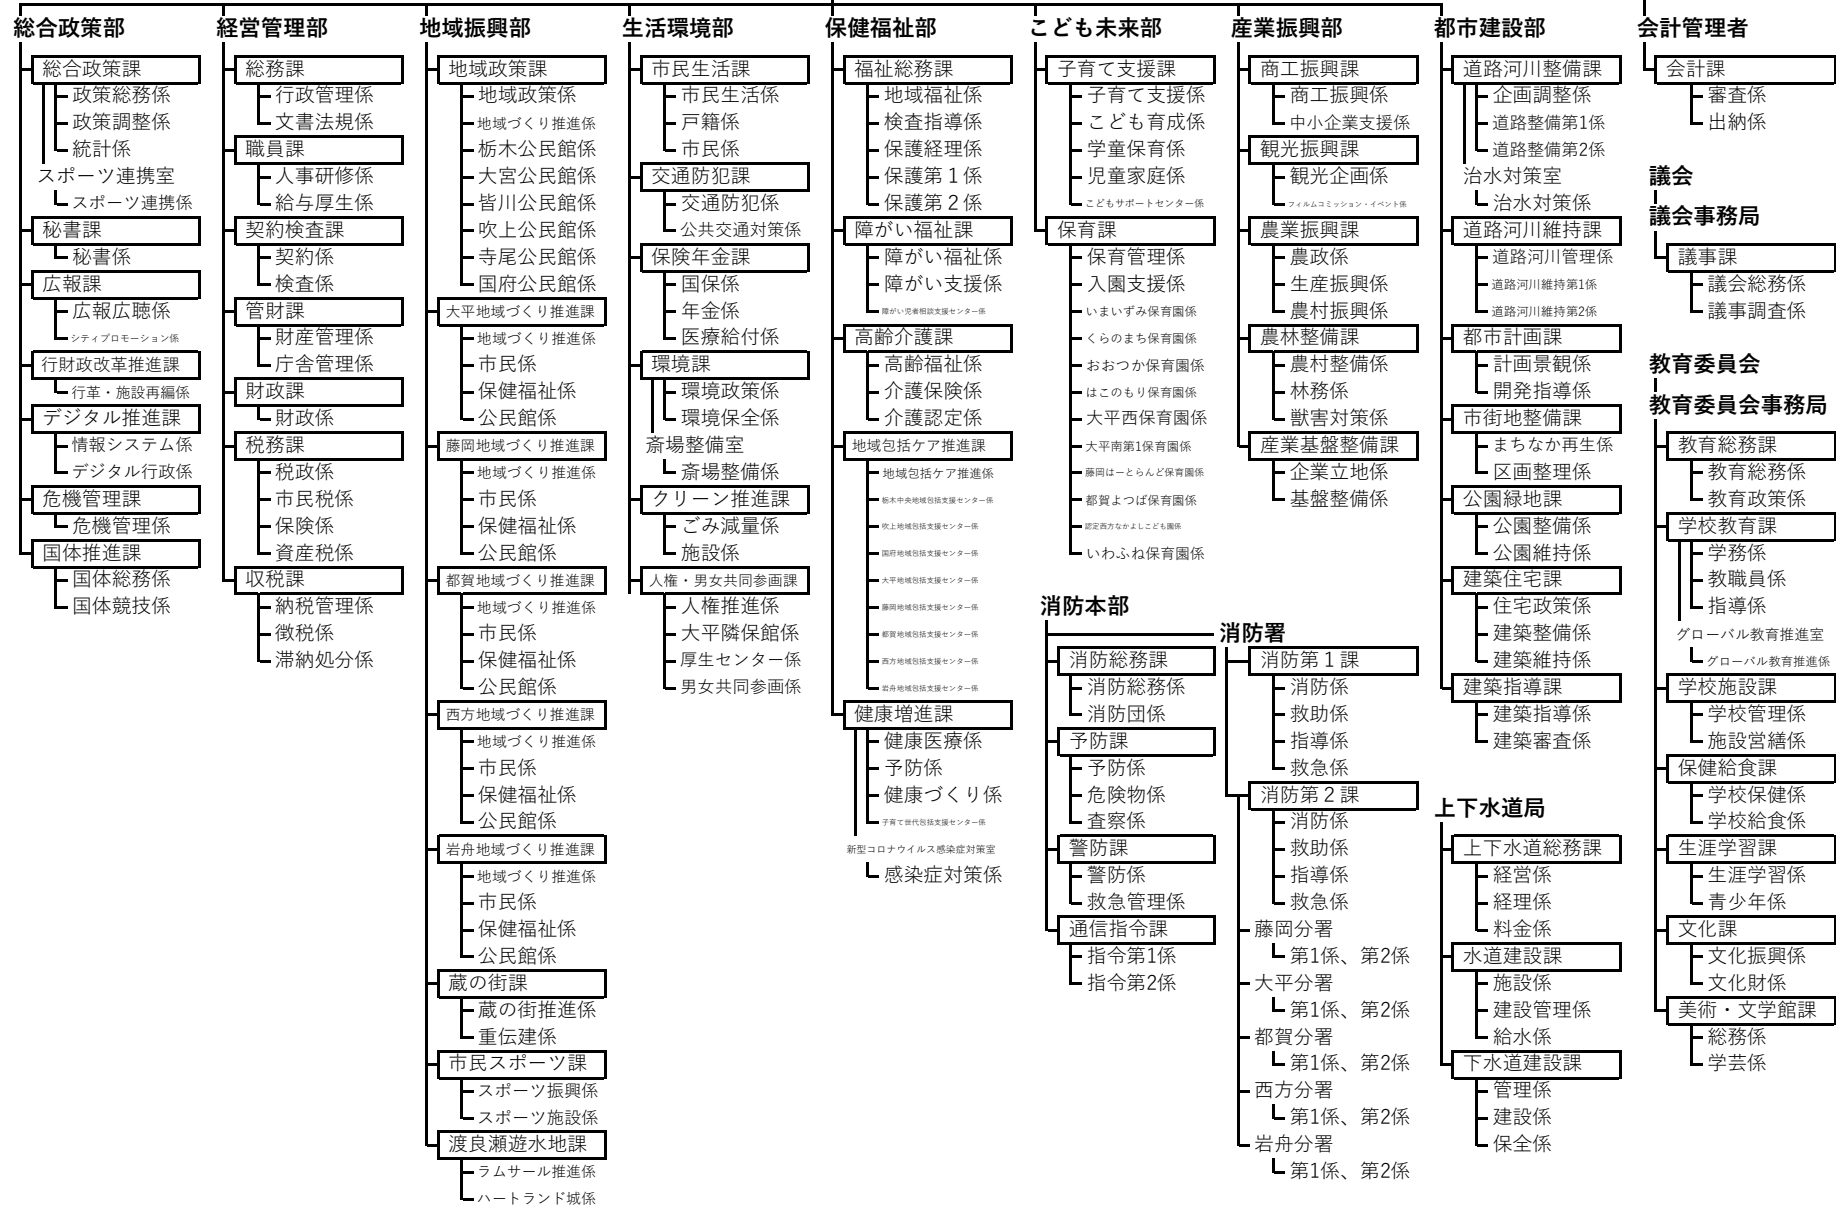 総合政策部
総合政策課
政策総務係
政策調整係
統計係
スポーツ連携室
スポーツ連携係
秘書課
秘書係
広報課
広報広聴係
シティプロモーション係
行財政改革推進課
行革・施設再編係
デジタル推進課
情報システム係
デジタル行政係
危機管理課
危機管理係
国体推進課
国体総務係
国体競技係
経営管理部
総務課
行政管理係
文書法規係
職員課
人事研修係
給与厚生係
契約検査課
契約係
検査係
管財課
財産管理係
庁舎管理係
財政課
財政係
税務課
税政係
市民税係
保険係
資産税係
収税課
納税管理係
徴税係
滞納処分係
地域振興部
地域政策課
地域政策係
地域づくり推進係
栃木公民館係
大宮公民館係
皆川公民館係
吹上公民館係
寺尾公民館係
国府公民館係
大平地域づくり推進課
地域づくり推進係
市民係
保健福祉係
公民館係
藤岡地域づくり推進課
地域づくり推進係
市民係
保健福祉係
公民館係
都賀地域づくり推進課
地域づくり推進係
市民係
保健福祉係
公民館係
西方地域づくり推進課
地域づくり推進係
市民係
保健福祉係
公民館係
岩舟地域づくり推進課
地域づくり推進係
市民係
保健福祉係
公民館係
蔵の街課
蔵の街推進係
重伝建係
市民スポーツ課
スポーツ振興係
スポーツ施設係
渡良瀬遊水地課
ラムサール推進係
ハートランド城係
生活環境部
市民生活課
市民生活係
戸籍係
市民係
交通防犯課
交通防犯係
公共交通対策係
保険年金課
国保係
年金係
医療給付係
環境課
環境政策係
環境保全係
斎場整備室
斎場整備係
クリーン推進課
ごみ減量係
施設係
人権・男女共同参画課
人権推進係
大平隣保館係
厚生センター係
男女共同参画係
保健福祉部
福祉総務課
地域福祉係
検査指導係
保護経理係
保護第1係
保護第2係
障がい福祉課
障がい福祉係
障がい支援係
障がい児者相談支援センター係
高齢介護課
高齢福祉係
介護保険係
介護認定係
地域包括ケア推進課
地域包括ケア推進係
栃木中央地域包括支援センター係
吹上地域包括支援センター係
国府地域包括支援センター係
大平地域包括支援センター係
藤岡地域包括支援センター係
都賀地域包括支援センター係
西方地域包括支援センター係
岩舟地域包括支援センター係
健康増進課
健康医療係
予防係
健康づくり係
子育て世代包括支援センター係
新型コロナウイルス感染症対策室
感染症対策係
こども未来部
子育て支援課
子育て支援係
こども育成係
学童保育係
児童家庭係
こどもサポートセンター係
保育課
保育管理係
入園支援係
いまいずみ保育園係
くらのまち保育園係
おおつか保育園係
はこのもり保育園係
大平西保育園係
大平南第1保育園係
藤岡はーとらんど保育園係
都賀よつば保育園係
認定西方なかよしこども園係
いわふね保育園係
消防本部
消防総務課
消防総務係
消防団係
予防課
予防係
危険物係
査察係
警防課
警防係
救急管理係
通信指令課
指令第1係
指令第2係
産業振興部
商工振興課
商工振興係
中小企業支援係
観光振興課
観光企画係
フィルムコミッション・イベント係
農業振興課
農政係
生産振興係
農村振興係
農林整備課
農村整備係
林務係
獣害対策係
産業基盤整備課
企業立地係
基盤整備係
消防署
消防第1課
消防係
救助係
指導係
救急係
消防第2課
消防係
救助係
指導係
救急係
藤岡分署
第1係、第2係
大平分署
第1係、第2係
都賀分署
第1係、第2係
西方分署
第1係、第2係
岩舟分署
第1係、第2係
都市建設部
道路河川整備課
企画調整係
道路整備第1係
道路整備第2係
治水対策室
治水対策係
道路河川維持課
道路河川管理係
道路河川維持第1係
道路河川維持第2係
都市計画課
計画景観係
開発指導係
市街地整備課
まちなか再生係
区画整理係
公園緑地課
公園整備係
公園維持係
建築住宅課
住宅政策係
建築整備係
建築維持係
建築指導課
建築指導係
建築審査係
上下水道局
上下水道総務課
経営係
経理係
料金係
水道建設課
施設係
建設管理係
給水係
下水道建設課
管理係
建設係
保全係
会計管理者
会計課
審査係
出納係
議会
議会事務局
議事課
議会総務係
議事調査係
教育委員会
教育委員会事務局
教育総務課
教育総務係
教育政策係
学校教育課
学務係
教職員係
指導係
グローバル教育推進室
グローバル教育推進係
学校施設課
学校管理係
施設営繕係
保健給食課
学校保健係
学校給食係
生涯学習課
生涯学習係
青少年係
文化課
文化振興係
文化財係
美術・文学館課
総務係
学芸係